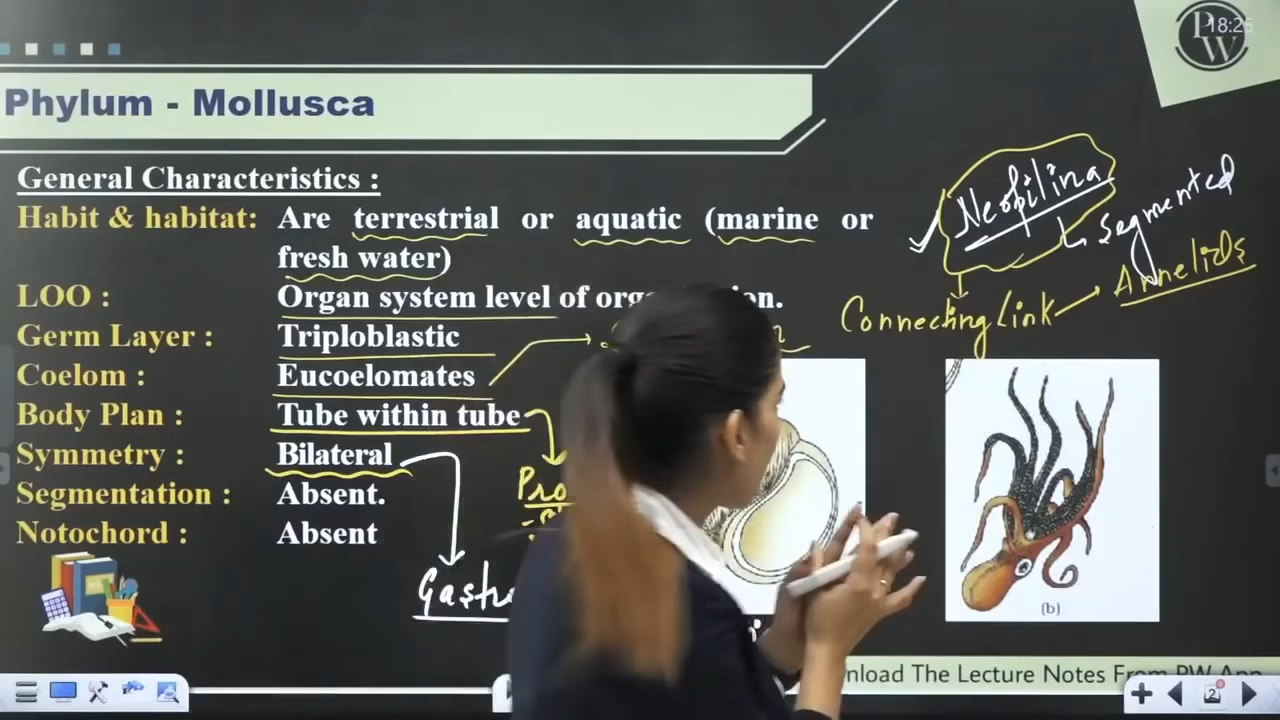 PW
18:25
Phylum - Mollusca
General Characteristics :
Habit & habitat: Are terrestrial or aquatic (marine or
fresh water)
LOO : Organ system level of
Germ Layer : Triploblastic
Coelom : Eucoelomates
Body Plan : Tube within tube
Symmetry : Bilateral
Segmentation : Absent.
Notochord : Absent
Neopilina
Segmented
Connecting Link
Annelids
(b)
The Lecture Notes From PW App
2